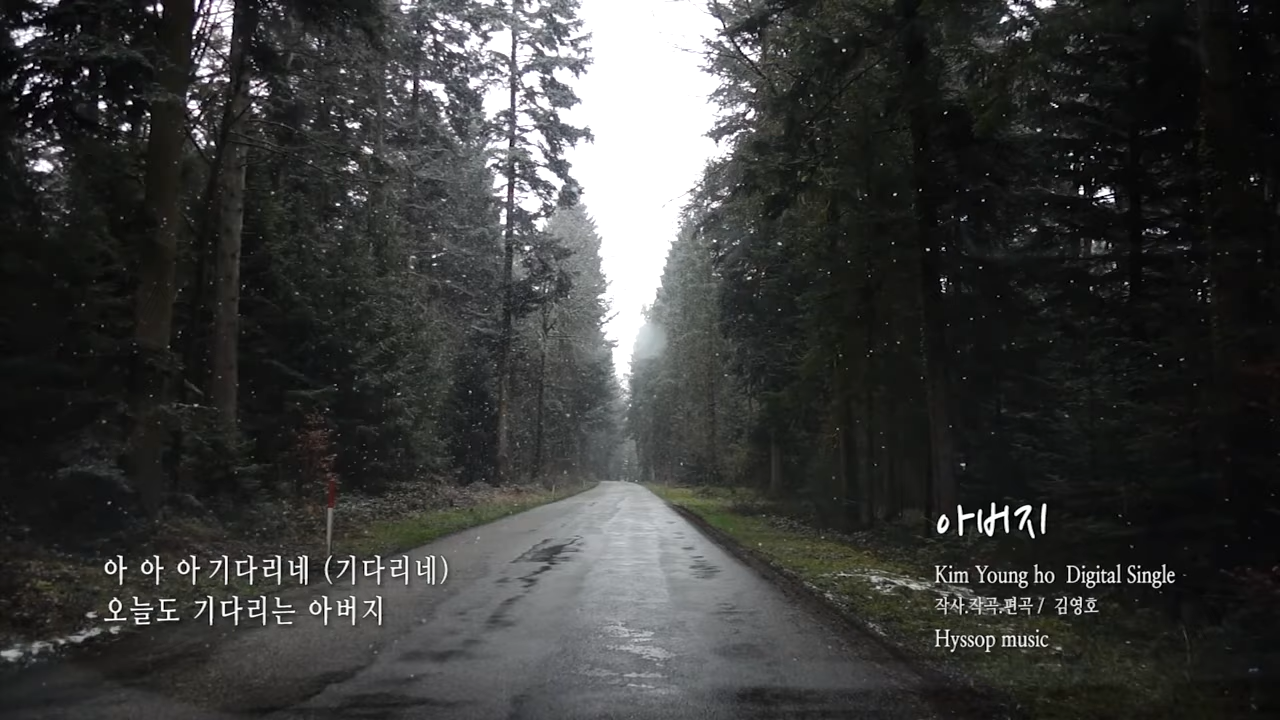 아 아 아 기다리네 (기다리네)
오늘도 기다리는 아버지
아버지
Kim Young ho Digital Single
작사.작곡.편곡 / 김영호
Hyssop music